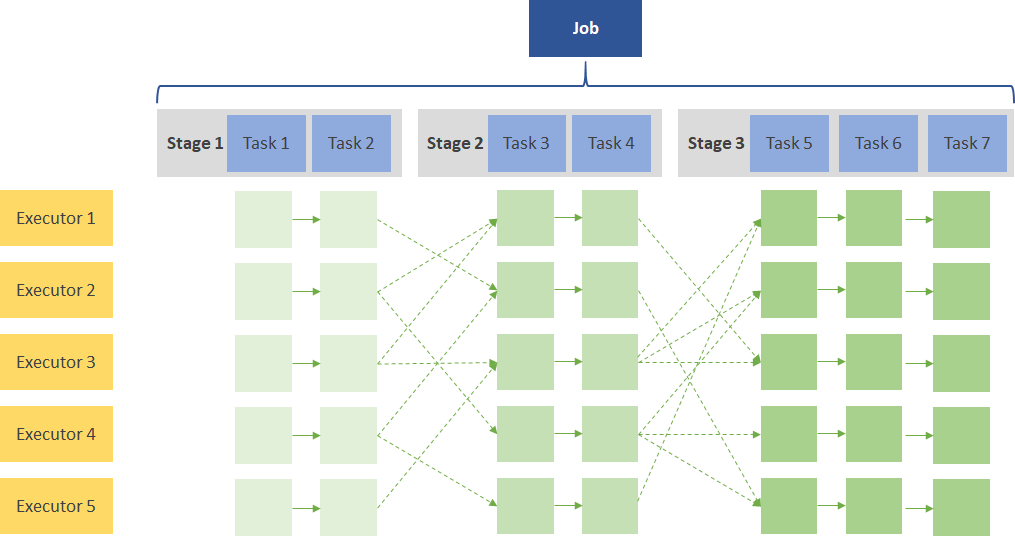 Job
Stage 1 Task 1 Task 2 Stage 2 Task 3 Task 4 Stage 3 Task 5 Task 6 Task 7
Executor 1
Executor 2
Executor 3
Executor 4
Executor 5